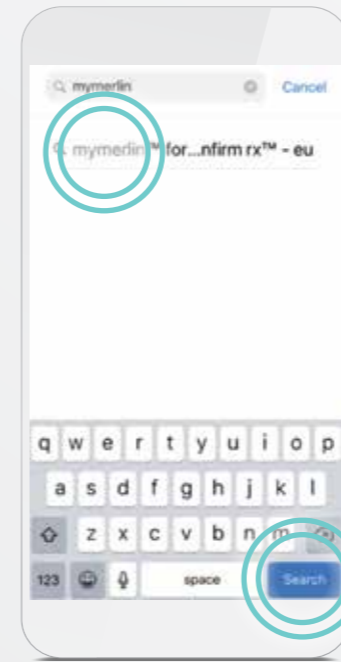 mymerlin Cancel
mymerlin™ for...nfirm rx™ - eu
q w e r t y u i o p
a s d f g h j k l
z x c v b n m
123 space Search